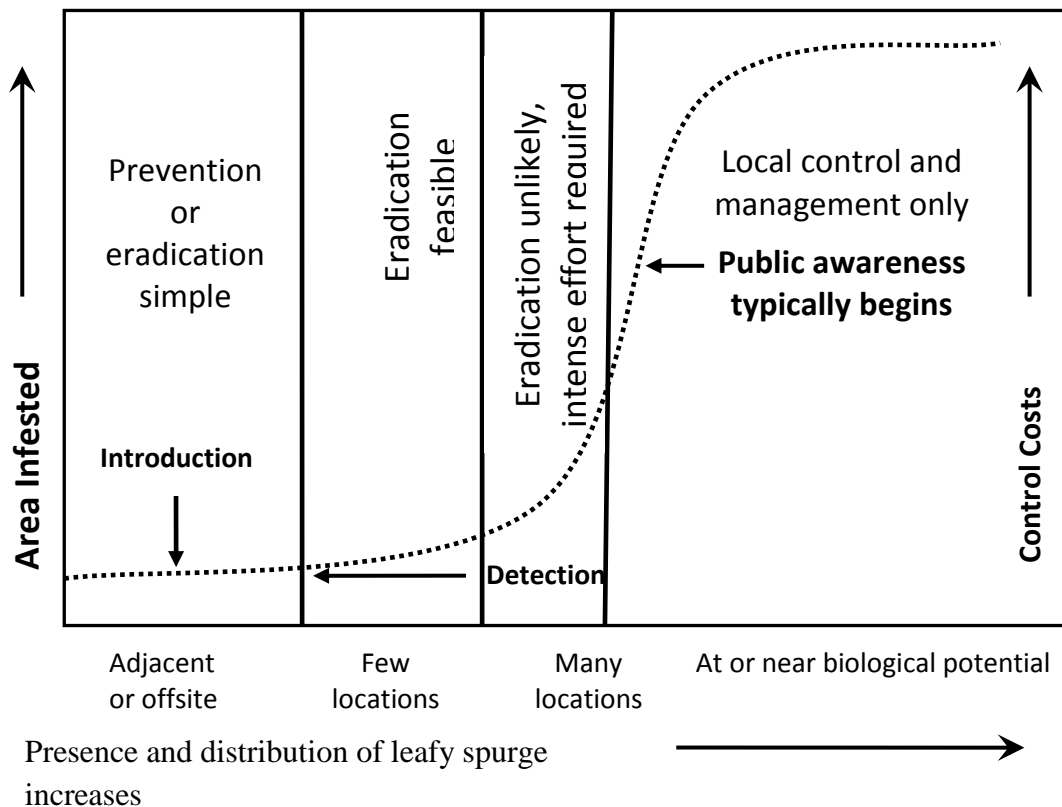 Area Infested
Prevention
or
eradication
simple
Introduction
Eradication
feasible
Eradication unlikely,
intense effort required
Detection
Local control and
management only
Public awareness
typically begins
Control Costs
Adjacent
or offsite
Few
locations
Many
locations
At or near biological potential
Presence and distribution of leafy spurge
increases